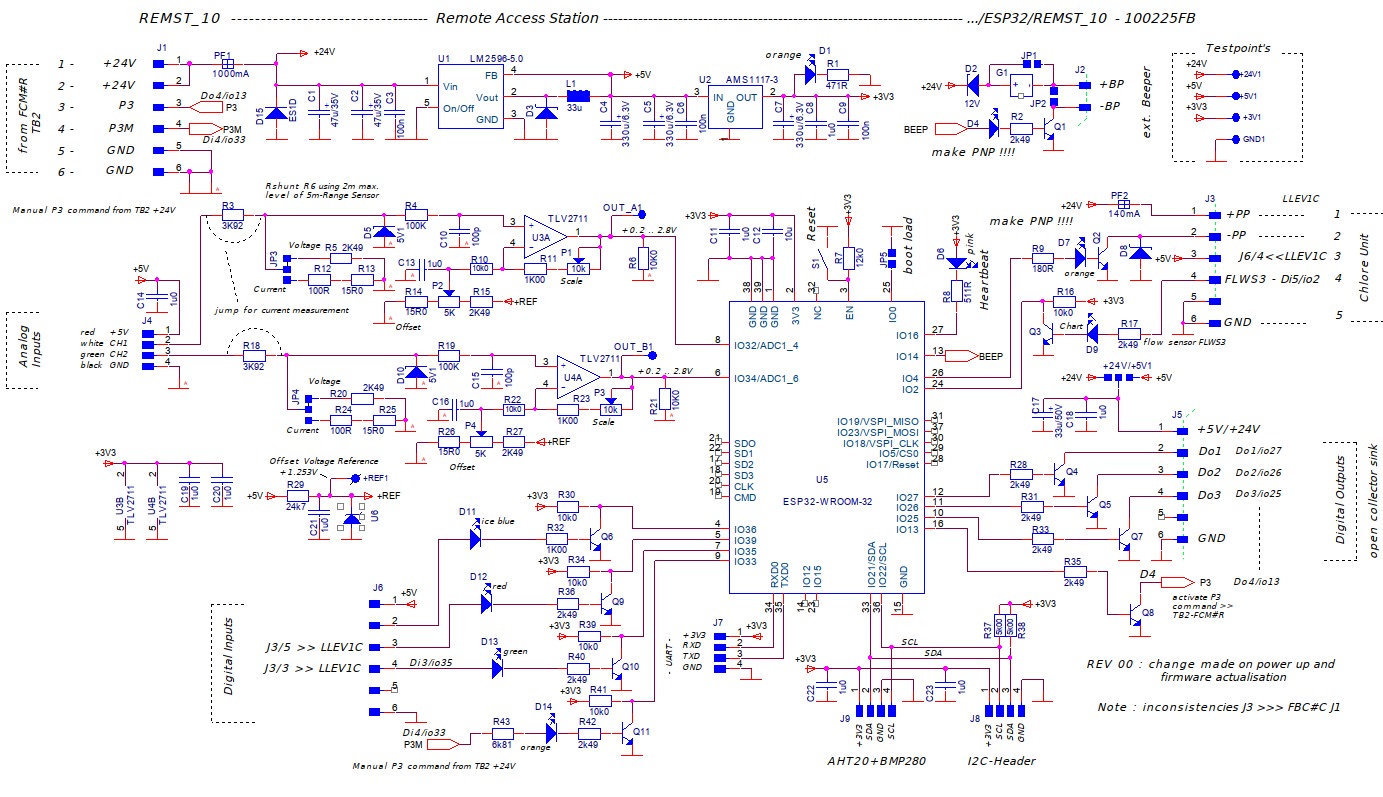 REMST_10 ---- Remote Access Station ---- .../ESP32/REMST_10 - 100225FB
from FCM#R
TB2
1 - +24V
2 - +24V
3 - P3
4 - P3M
5 - GND
6 - GND
J1
1
2
3
4
5
6
PF1
1000mA
+24V
Do4/io13
P3
P3M
Di4/io33
D15
ES1D
C1
47u/35V
C2
47u/35V
C3
100n
U1
LM2596-5.0
Vin
On/Off
FB
Vout
GND
1
5
4
2
3
+5V
L1
33u
D3
C4
330u/6.3V
C5
330u/6.3V
C6
100n
U2
AMS1117-3
IN OUT
GND
3
2
1
orange
D1
R1
471R
+3V3
C7
330u/6.3V
C8
1u0
C9
100n
D2
+24V
12V
G1
JP1
JP2
J2
1
2
+BP
-BP
BEEP
D4
R2
2k49
Q1
make PNP !!!!
ext. Beeper
Testpoint's
+24V
+24V1
+5V
+5V1
+3V3
+3V1
GND1
Manual P3 command from TB2 +24V
Rshunt R6 using 2m max.
level of 5m-Range Sensor
R3
3K92
Voltage
R5 2K49
JP3
R12
100R
R13
15R0
Current
jump for current measurement
D5
5V1
R4
100K
C10
100p
TLV2711
U3A
3
4
1
OUT_A1
+0.2 .. 2.8V
R6
10K0
C13
1u0
R10
10k0
R11
1K00
P1
10k
Scale
R14
15R0
P2
5K
R15
2K49
+REF
Offset
+5V
C14
1u0
J4
Analog
Inputs
red +5V
white CH1
green CH2
black GND
1
2
3
4
R18
3K92
Voltage
R20
2K49
JP4
R24
100R
R25
15R0
Current
D10
5V1
R19
100K
C15
100p
TLV2711
U4A
3
4
1
OUT_B1
+0.2 .. 2.8V
R21
10K0
C16
1u0
R22
10k0
R23
1K00
P3
10k
Scale
R26
15R0
P4
5K
R27
2K49
+REF
Offset
+3V3
2
U3B
TLV2711
5
2
U4B
TLV2711
5
C19
1u0
C20
1u0
Offset Voltage Reference
+1.253V
+REF1
+5V
R29
24k7
+REF
C21
1u0
U6
+3V3
C11
1u0
C12
10u
Reset
S1
+3V3
R7
12k0
boot load
JP5
+3V3
D6
pink
R8
511R
Heartbeat
38
39
1
2
32
3
25
GND
GND
GND
3V3
NC
EN
IO0
8 IO32/ADC1_4
6 IO34/ADC1_6
21 SDO
22 SD1
17 SD2
18 SD3
20 CLK
19 CMD
4 IO36
5 IO39
7 IO35
9 IO33
U5
ESP32-WROOM-32
IO16 27
IO14 13
IO4 26
IO2 24
IO19/VSPI_MISO 31
IO23/VSPI_MOSI 37
IO18/VSPI_CLK 30
IO5/CS0 29
IO17/Reset 28
IO27 12
IO26 11
IO25 10
IO13 16
RXD0
TXD0
IO12
IO15
IO21/SDA
IO22/SCL
GND
34
35
14
23
33
36
15
BEEP
make PNP !!!!
+24V
PF2
140mA
R9
180R
D7
orange
Q2
D8
+5V
J3
LLEV1C
1 +PP 1
2 -PP 2
3 J6/4<<LLEV1C 3
4 FLWS3 - Di5/io2 4
5
6 GND 5
Chlore Unit
R16
10k0
+3V3
Q3
Chart
D9
R17
2k49
flow sensor FLWS3
+24V/+5V1
+24V
+5V
C17
33u/50V
C18
1u0
J5
1 +5V/+24V
2 Do1 Do1/io27
3 Do2 Do2/io26
4 Do3 Do3/io25
5
6 GND
Do4/io13
Digital Outputs
open collector sink
R28
2k49
Q4
R31
2k49
Q5
R33
2k49
Q7
R35
2k49
Q8
D4
P3
activate P3
command >>
TB2-FCM#R
+3V3
R30
10k0
D11
ice blue
R32
1K00
Q6
+3V3
R34
10k0
D12
red
R36
2k49
Q9
+3V3
R39
10k0
D13
green
R40
2k49
Q10
+3V3
R41
10k0
D14
orange
R43
6k81
R42
2k49
Q11
Di4/io33
P3M
Manual P3 command from TB2 +24V
Digital Inputs
J6
+5V
1
2
3
4
5
6
J3/5 >> LLEV1C
J3/3 >> LLEV1C
Di3/io35
- UART -
J7
+3V3 1 +3V3
RXD 2
TXD 3
GND 4
+3V3
R37
5k00
R38
5k00
SCL
SDA
+3V3
C22
1u0
C23
1u0
1
2
3
4
1
2
3
4
J9
+3V3
SDA
GND
SCL
J8
+3V3
SCL
SDA
GND
AHT20+BMP280
I2C-Header
REV 00 : change made on power up and
firmware actualisation
Note : inconsistencies J3 >>> FBC#C J1